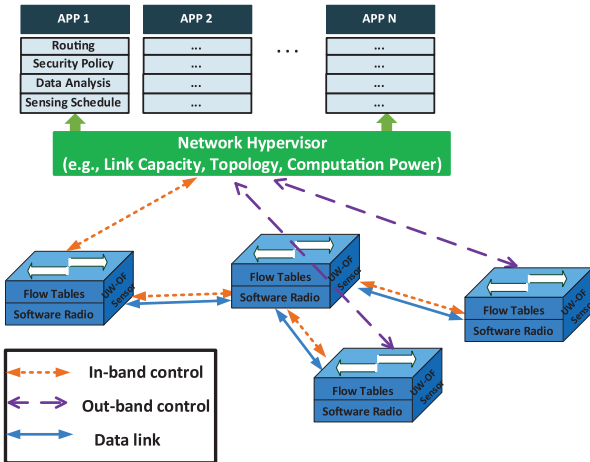 APP 1
APP 2
APP N
Routing
Security Policy
Data Analysis
Sensing Schedule
...
...
...
...
...
...
...
...
...
Network Hypervisor
(e.g., Link Capacity, Topology, Computation Power)
Flow Tables
Software Radio
UW-OF
Sensor
Flow Tables
Software Radio
UW-OF
Sensor
Flow Tables
Software Radio
UW-OF
Sensor
Flow Tables
Software Radio
UW-OF
Sensor
In-band control
Out-band control
Data link